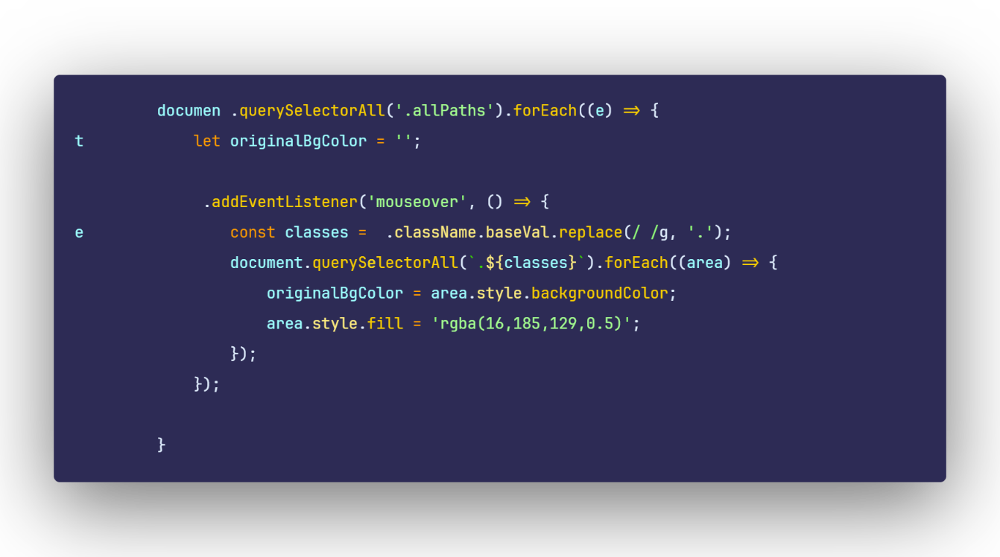 documen .querySelectorAll('.allPaths').forEach((e) => {
t let originalBgColor = '';
.addEventListener('mouseover', () => {
e const classes =  .className.baseVal.replace(/ /g, '.');
document.querySelectorAll(`.${classes}`).forEach((area) => {
originalBgColor = area.style.backgroundColor;
area.style.fill = 'rgba(16,185,129,0.5)';
});
});
}